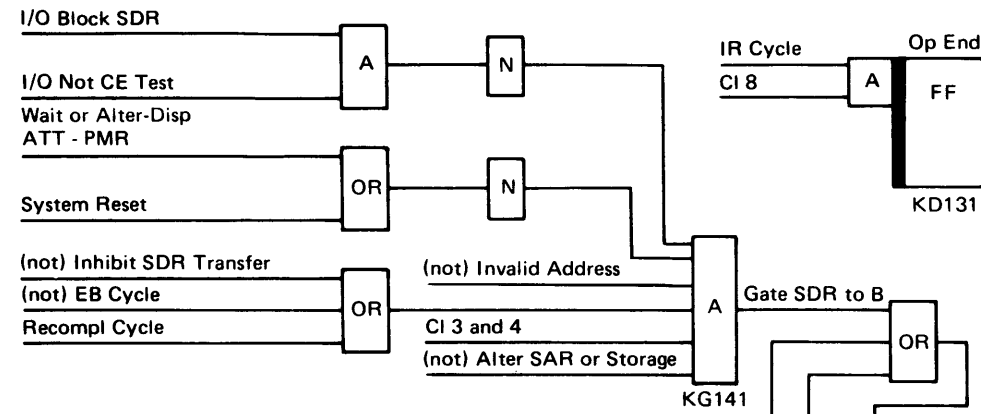 I/O Block SDR
A
N
I/O Not CE Test
Wait or Alter-Disp
ATT - PMR
OR
N
System Reset
(not) Inhibit SDR Transfer
(not) EB Cycle
OR
Recompl Cycle
(not) Invalid Address
CI 3 and 4
(not) Alter SAR or Storage
A
KG141
Gate SDR to B
OR
IR Cycle
CI 8
A
Op End
FF
KD131